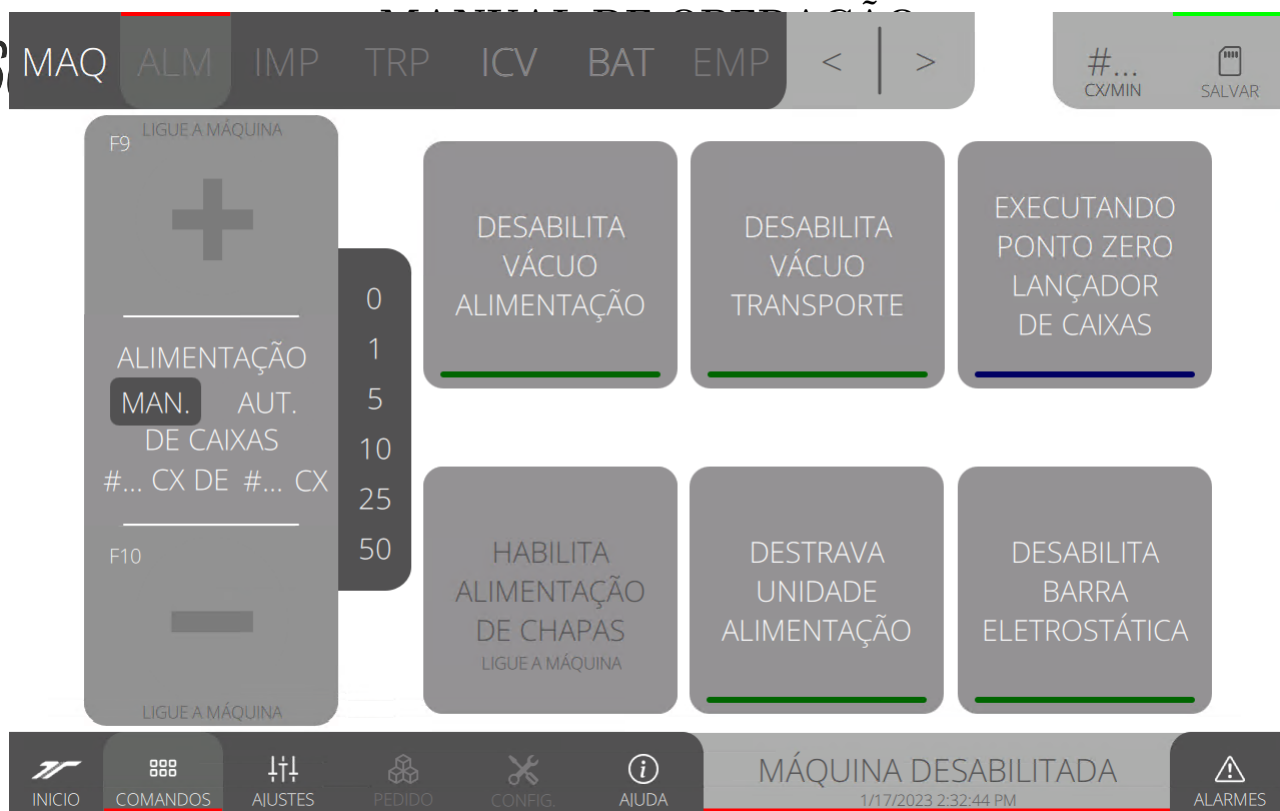 MANUAL DE OPERAÇÃO
MAQ ALM IMP TRP ICV BAT EMP < >
#...
CX/MIN
SALVAR
LIGUE A MÁQUINA
F9
+
ALIMENTAÇÃO
MAN. AUT.
DE CAIXAS
#... CX DE #... CX
F10
LIGUE A MÁQUINA
0
1
5
10
25
50
DESABILITA
VÁCUO
ALIMENTAÇÃO
DESABILITA
VÁCUO
TRANSPORTE
EXECUTANDO
PONTO ZERO
LANÇADOR
DE CAIXAS
HABILITA
ALIMENTAÇÃO
DE CHAPAS
LIGUE A MÁQUINA
DESTRAVA
UNIDADE
ALIMENTAÇÃO
DESABILITA
BARRA
ELETROSTÁTICA
INICIO
COMANDOS
AJUSTES
PEDIDO
CONFIG.
AJUDA
MÁQUINA DESABILITADA
1/17/2023 2:32:44 PM
ALARMES